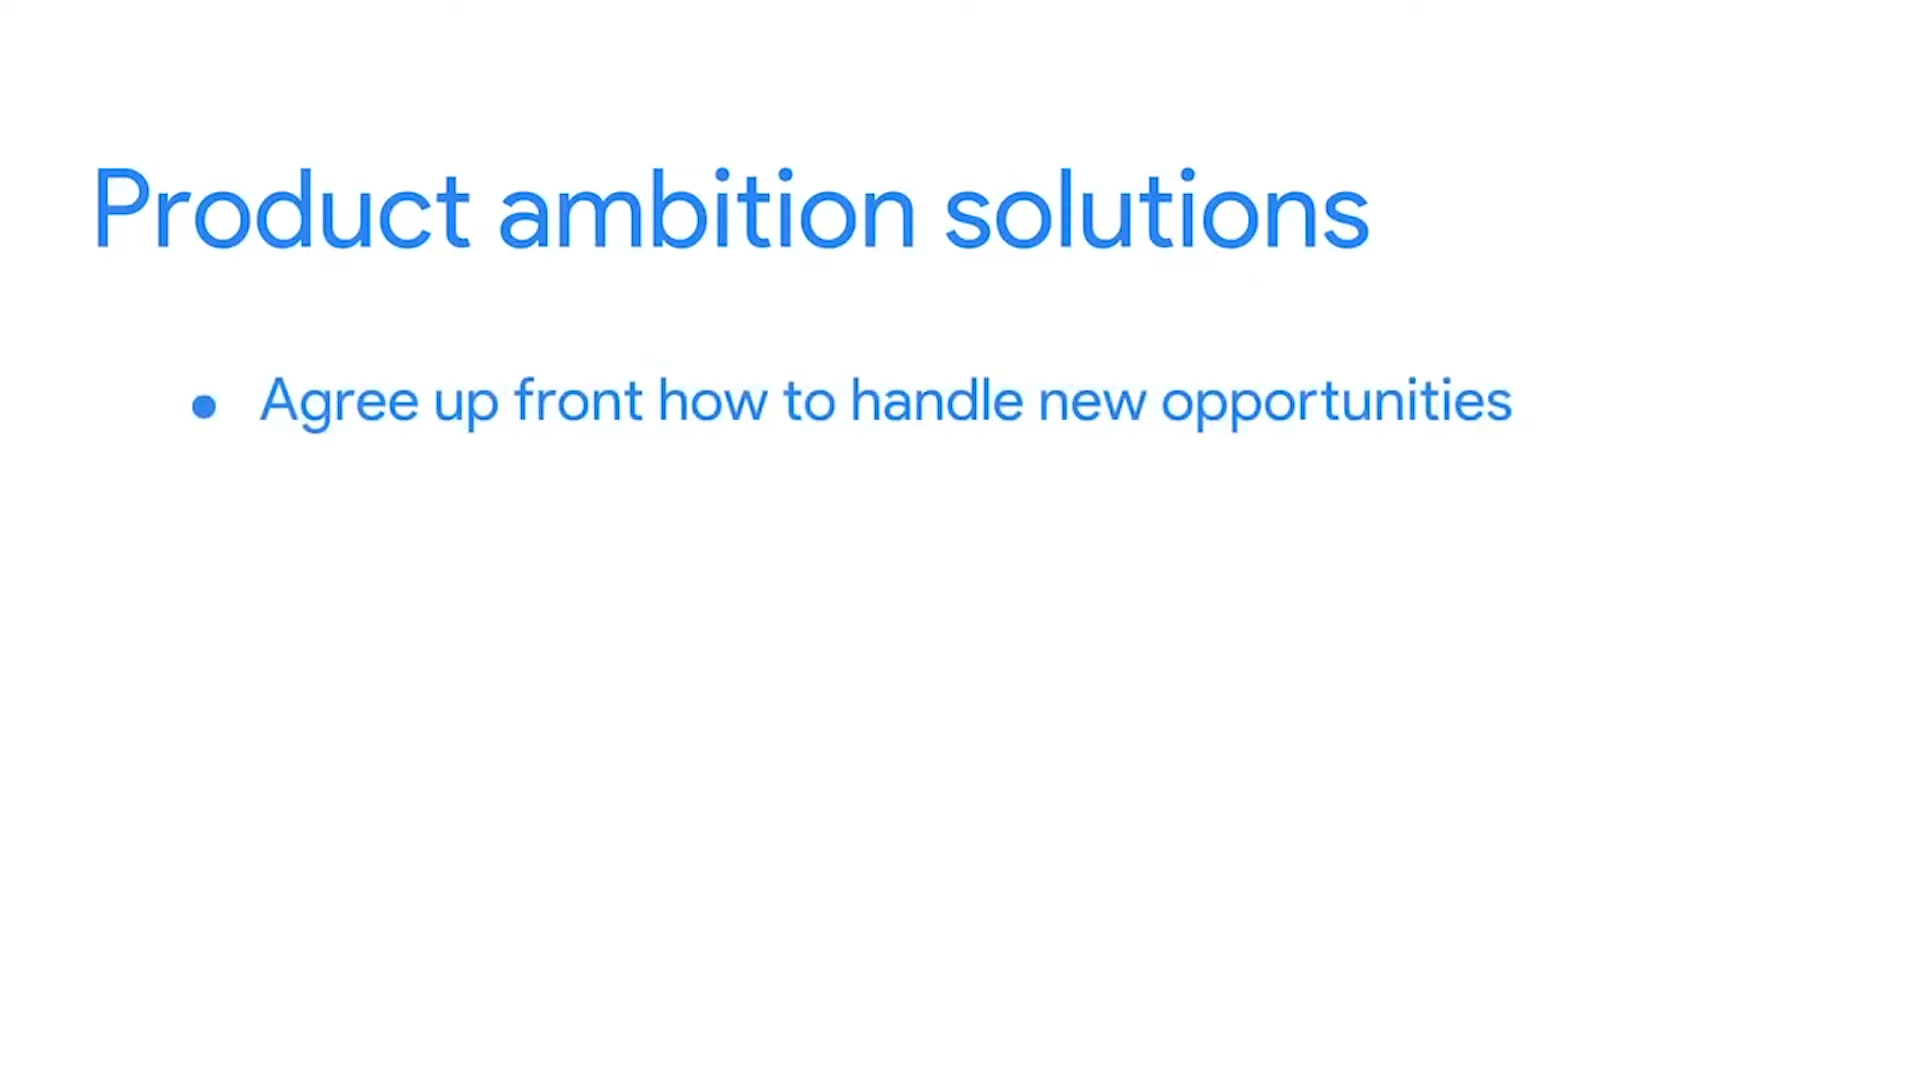 Product ambition solutions
• Agree up front how to handle new opportunities